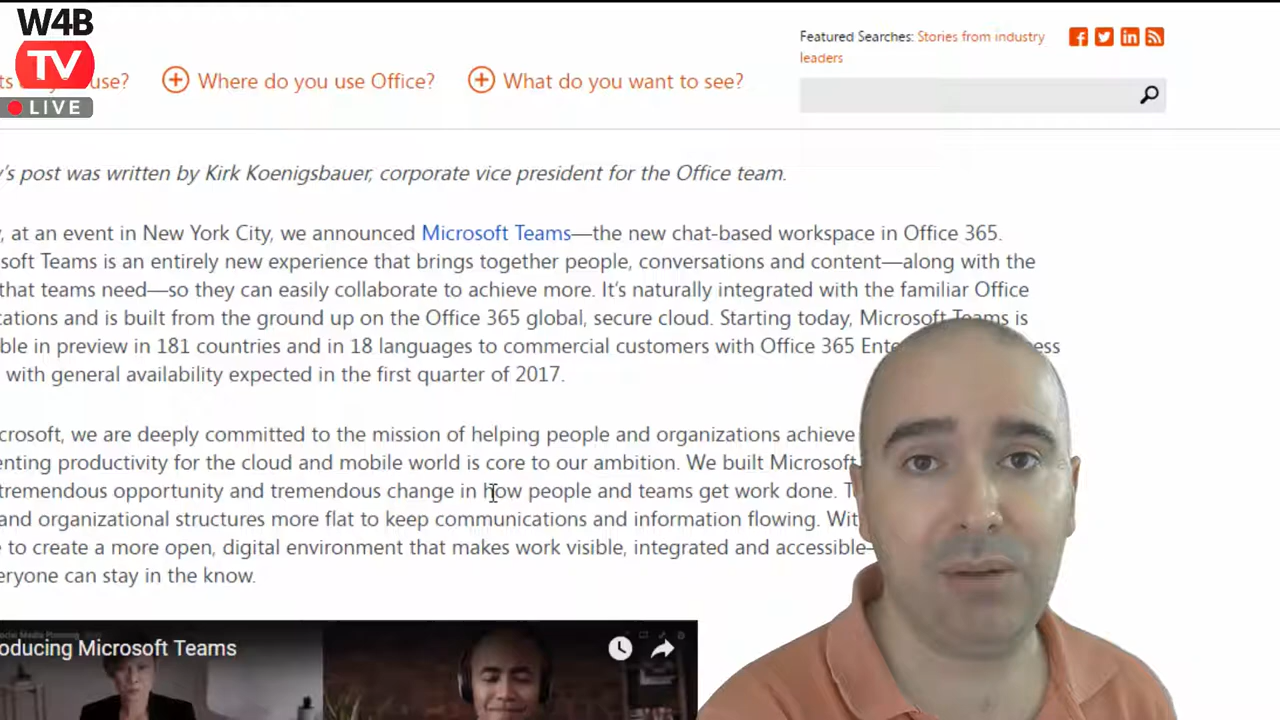 W4B
TV
LIVE
Featured Searches: Stories from industry
leaders
use?
Where do you use Office?
What do you want to see?
's post was written by Kirk Koenigsbauer, corporate vice president for the Office team.
, at an event in New York City, we announced Microsoft Teams—the new chat-based workspace in Office 365.
soft Teams is an entirely new experience that brings together people, conversations and content—along with the
that teams need—so they can easily collaborate to achieve more. It's naturally integrated with the familiar Office
cations and is built from the ground up on the Office 365 global, secure cloud. Starting today, Microsoft Teams is
ble in preview in 181 countries and in 18 languages to commercial customers with Office 365 Ente ess
with general availability expected in the first quarter of 2017.
crosoft, we are deeply committed to the mission of helping people and organizations achieve
enting productivity for the cloud and mobile world is core to our ambition. We built Microsoft
tremendous opportunity and tremendous change in how people and teams get work done. T
and organizational structures more flat to keep communications and information flowing. Wit
e to create a more open, digital environment that makes work visible, integrated and accessible—
eryone can stay in the know.
oducing Microsoft Teams